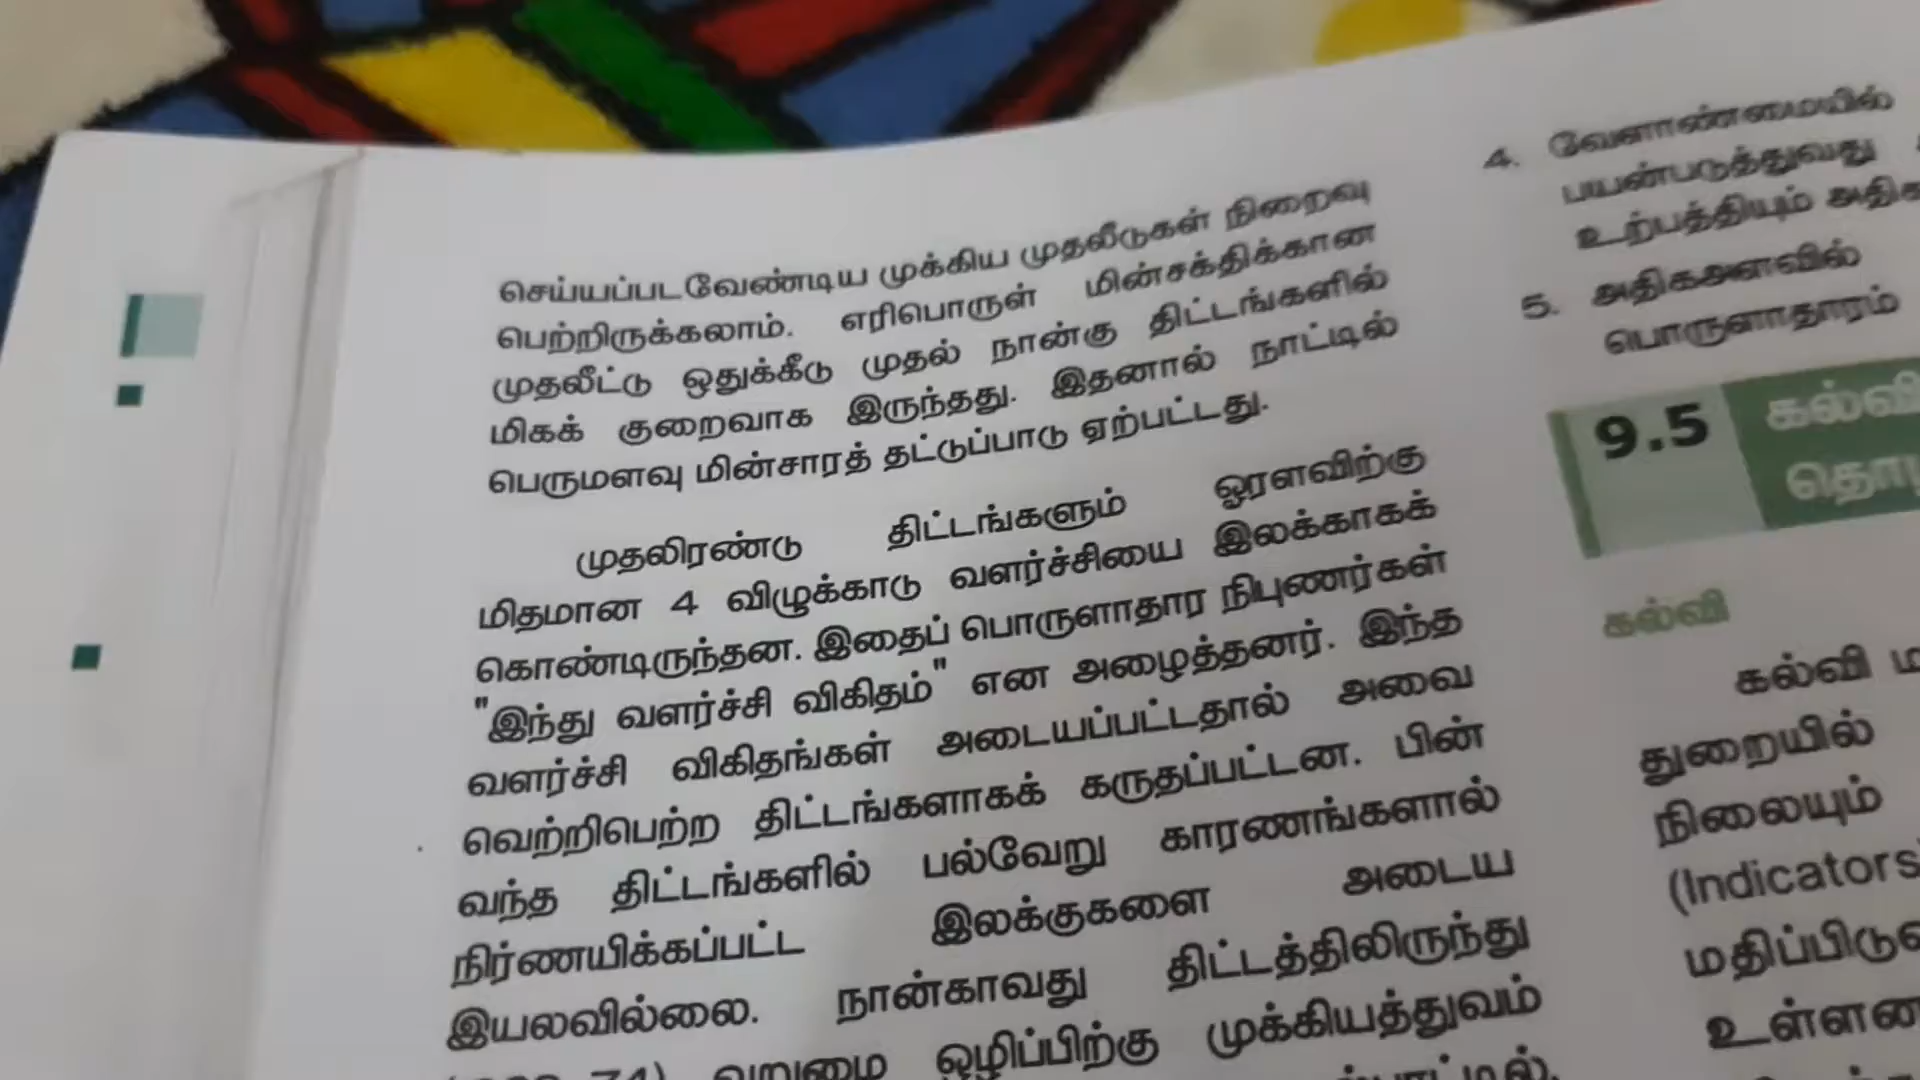 செய்யப்படவேண்டிய முக்கிய முதலீடுகள் நிறைவு
பெற்றிருக்கலாம். எரிபொருள் மின்சக்திக்கான
முதலீட்டு ஒதுக்கீடு முதல் நான்கு திட்டங்களில்
மிகக் குறைவாக இருந்தது. இதனால் நாட்டில்
பெருமளவு மின்சாரத் தட்டுப்பாடு ஏற்பட்டது.
முதலிரண்டு திட்டங்களும் ஓரளவிற்கு
மிதமான 4 விழுக்காடு வளர்ச்சியை இலக்காகக்
கொண்டிருந்தன. இதைப் பொருளாதார நிபுணர்கள்
"இந்து வளர்ச்சி விகிதம்" என அழைத்தனர். இந்த
வளர்ச்சி விகிதங்கள் அடையப்பட்டதால் அவை
வெற்றிபெற்ற திட்டங்களாகக் கருதப்பட்டன. பின்
வந்த திட்டங்களில் பல்வேறு காரணங்களால்
நிர்ணயிக்கப்பட்ட இலக்குகளை அடைய
இயலவில்லை. நான்காவது திட்டத்திலிருந்து
வறுமை ஒழிப்பிற்கு முக்கியத்துவம்
4. வேளாண்மையில்
பயன்படுத்துவது
உற்பத்தியும்
5. அதிகஅளவில்
பொருளாதாரம்
9.5 கல்வி
கல்வி
கல்வி
துறையில்
நிலையும்
(Indicators)
உள்ளன